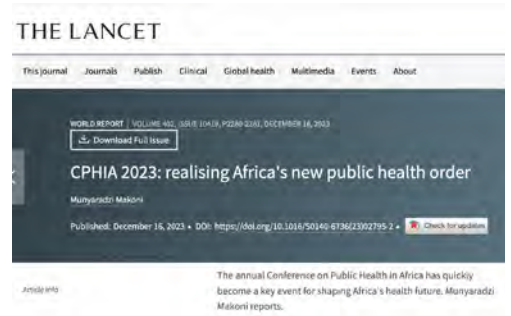 THE LANCET
This journal Journals Publish Clinical Global health Multimedia Events About
WORLD REPORT | VOLUME 402, ISSUE 10419, P2260-2261, DECEMBER 16, 2023
Download Full Issue
CPHIA 2023: realising Africa's new public health order
Munyaradzi Makoni
Published: December 16, 2023 • DOI: https://doi.org/10.1016/S0140-6736(23)02795-2 • Check for updates
Article Info
The annual Conference on Public Health in Africa has quickly
become a key event for shaping Africa's health future. Munyaradzi
Makoni reports.